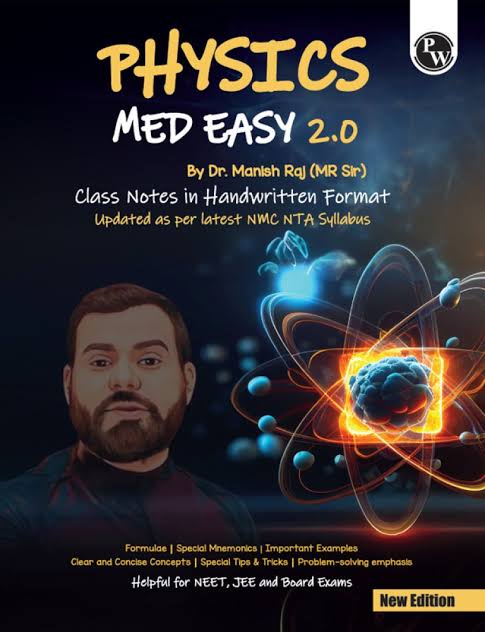 PW
PHYSICS
MED EASY 2.0
By Dr. Manish Raj (MR Sir)
Class Notes in Handwritten Format
Updated as per latest NMC NTA Syllabus
Formulae | Special Mnemonics | Important Examples
Clear and Concise Concepts | Special Tips & Tricks | Problem-solving emphasis
Helpful for NEET, JEE and Board Exams
New Edition